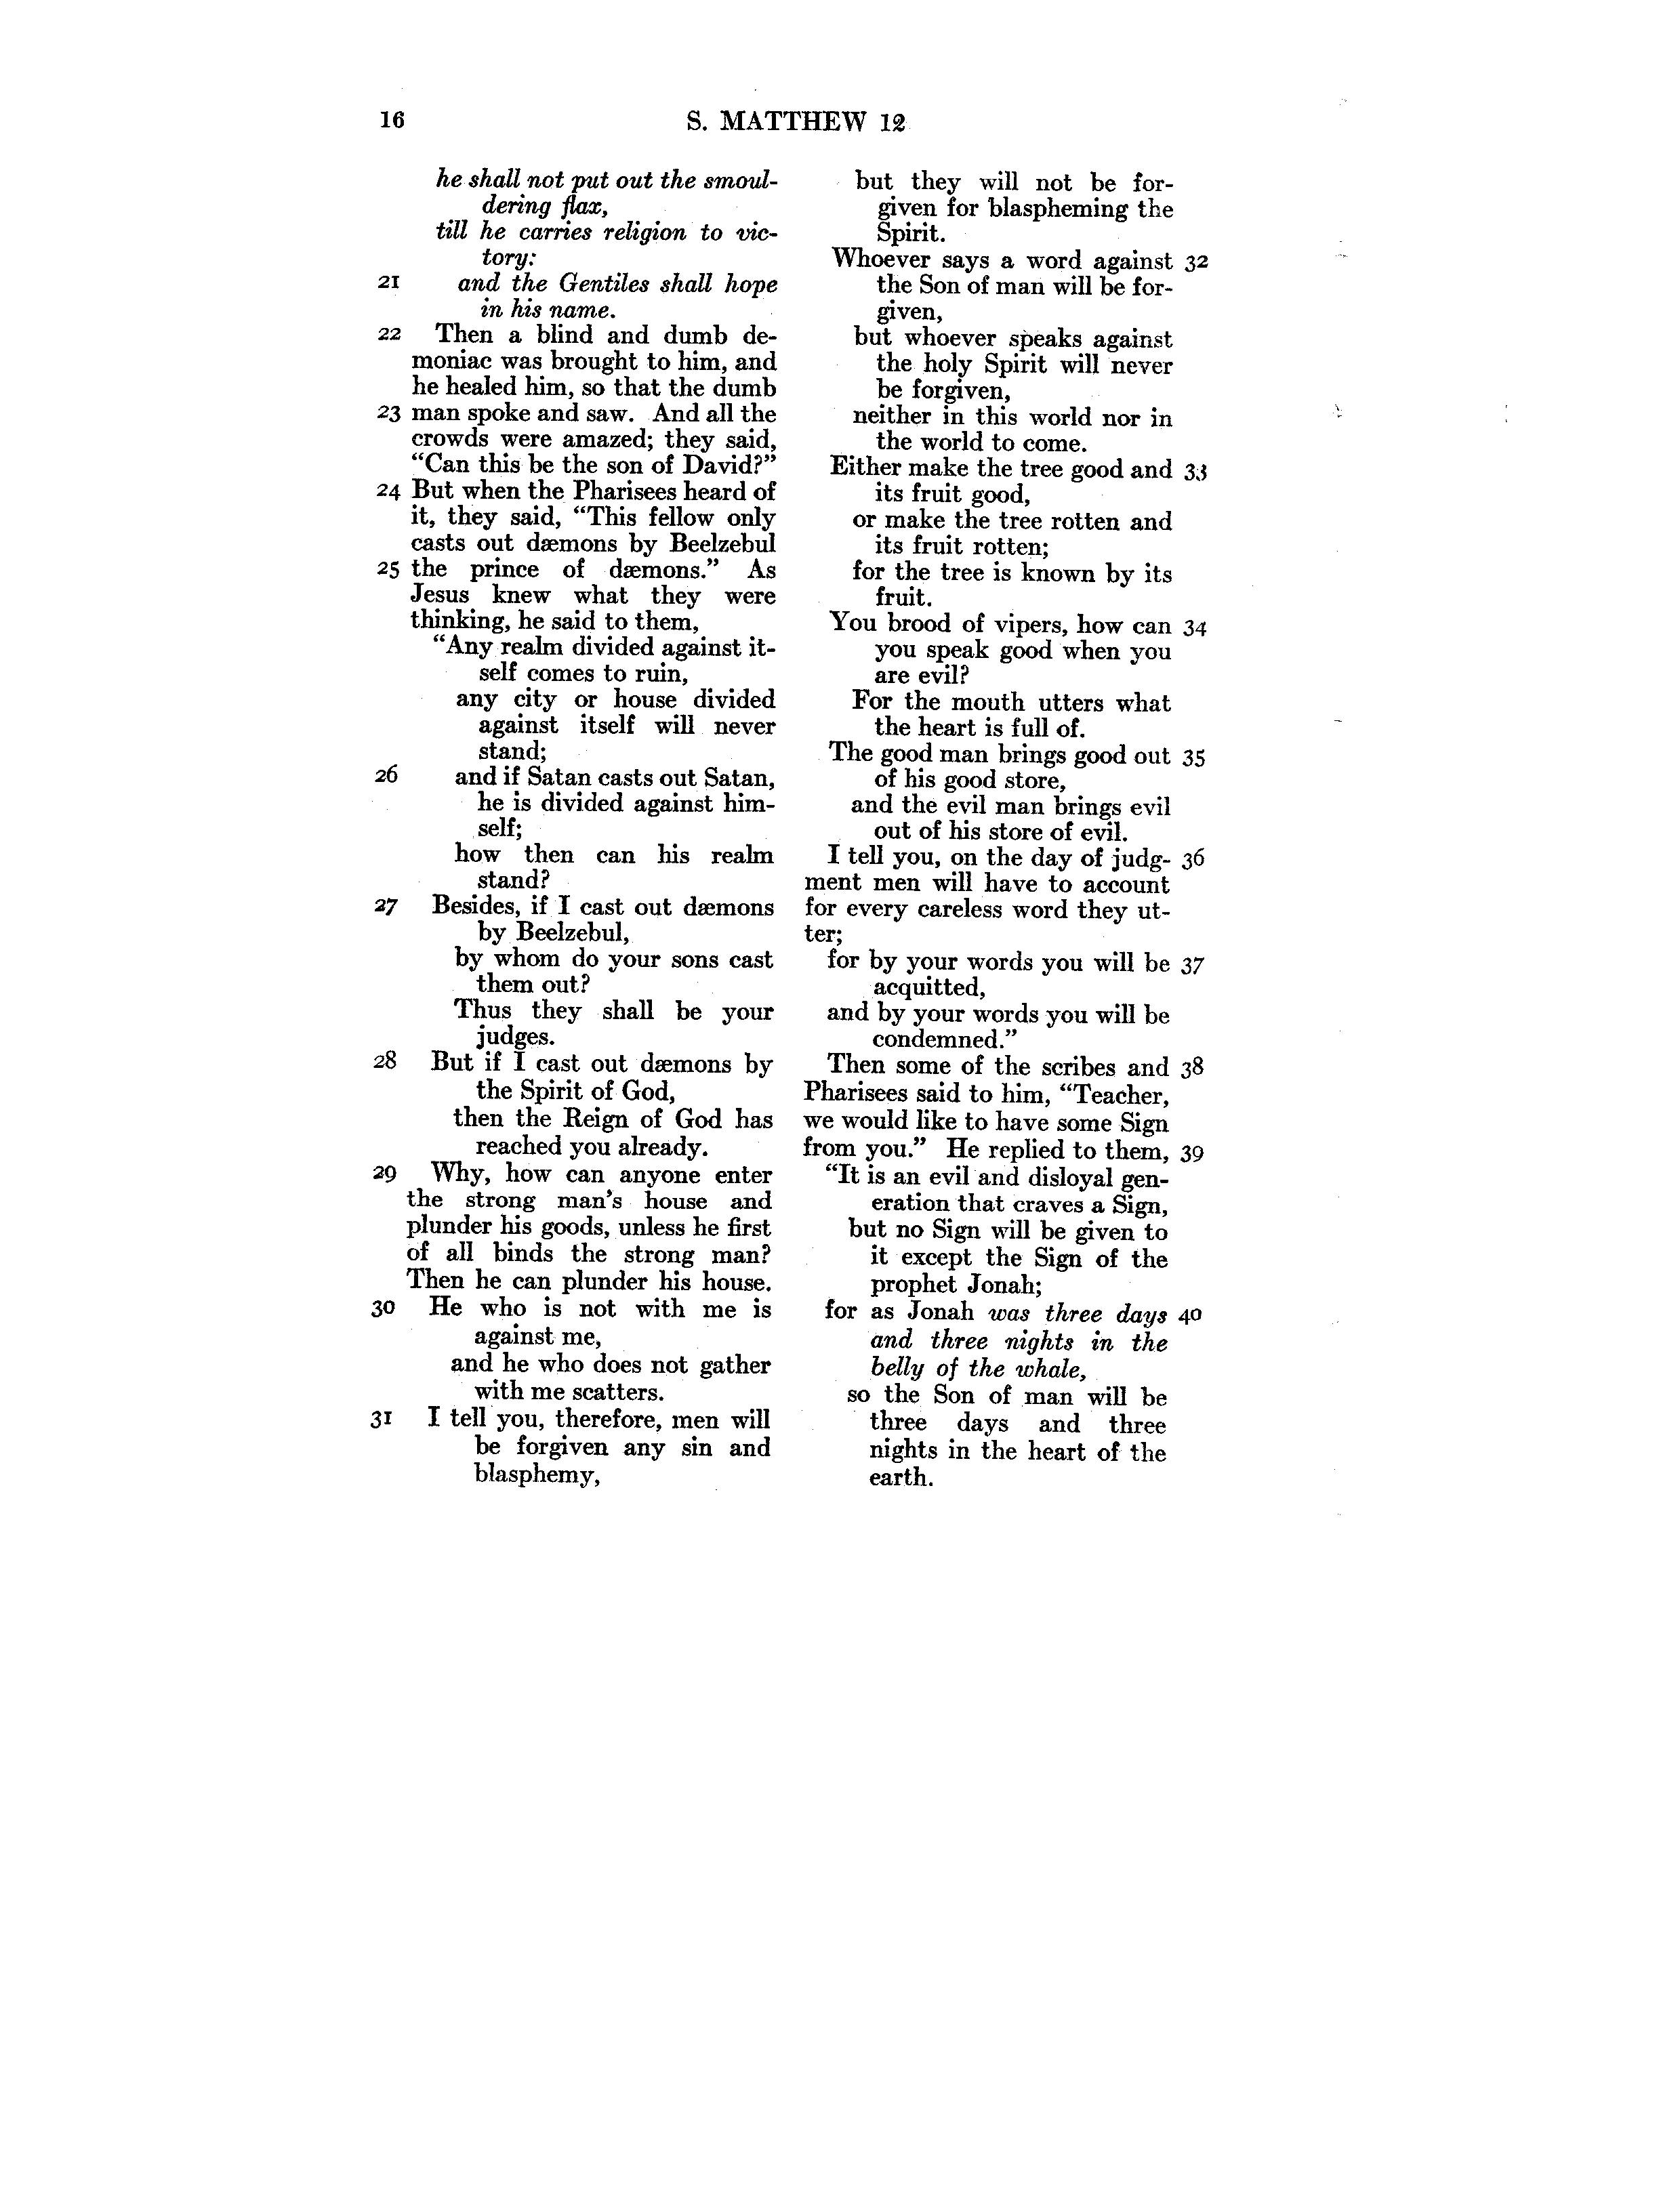 16 S. MATTHEW 12
he shall not put out the smoul-
dering flax,
till he carries religion to vic-
tory:
21 and the Gentiles shall hope
in his name.
22 Then a blind and dumb de-
moniac was brought to him, and
he healed him, so that the dumb
23 man spoke and saw. And all the
crowds were amazed; they said,
“Can this be the son of David?”
24 But when the Pharisees heard of
it, they said, “This fellow only
casts out dæmons by Beelzebul
25 the prince of dæmons.” As
Jesus knew what they were
thinking, he said to them,
“Any realm divided against it-
self comes to ruin,
any city or house divided
against itself will never
stand;
26 and if Satan casts out Satan,
he is divided against him-
self;
how then can his realm
stand?
27 Besides, if I cast out dæmons
by Beelzebul,
by whom do your sons cast
them out?
Thus they shall be your
judges.
28 But if I cast out dæmons by
the Spirit of God,
then the Reign of God has
reached you already.
29 Why, how can anyone enter
the strong man’s house and
plunder his goods, unless he first
of all binds the strong man?
Then he can plunder his house.
30 He who is not with me is
against me,
and he who does not gather
with me scatters.
31 I tell you, therefore, men will
be forgiven any sin and
blasphemy,
but they will not be for-
given for blaspheming the
Spirit.
Whoever says a word against 32
the Son of man will be for-
given,
but whoever speaks against
the holy Spirit will never
be forgiven,
neither in this world nor in
the world to come.
Either make the tree good and 33
its fruit good,
or make the tree rotten and
its fruit rotten;
for the tree is known by its
fruit.
You brood of vipers, how can 34
you speak good when you
are evil?
For the mouth utters what
the heart is full of.
The good man brings good out 35
of his good store,
and the evil man brings evil
out of his store of evil.
I tell you, on the day of judg- 36
ment men will have to account
for every careless word they ut-
ter;
for by your words you will be 37
acquitted,
and by your words you will be
condemned.”
Then some of the scribes and 38
Pharisees said to him, “Teacher,
we would like to have some Sign
from you.” He replied to them, 39
“It is an evil and disloyal gen-
eration that craves a Sign,
but no Sign will be given to
it except the Sign of the
prophet Jonah;
for as Jonah was three days 40
and three nights in the
belly of the whale,
so the Son of man will be
three days and three
nights in the heart of the
earth.